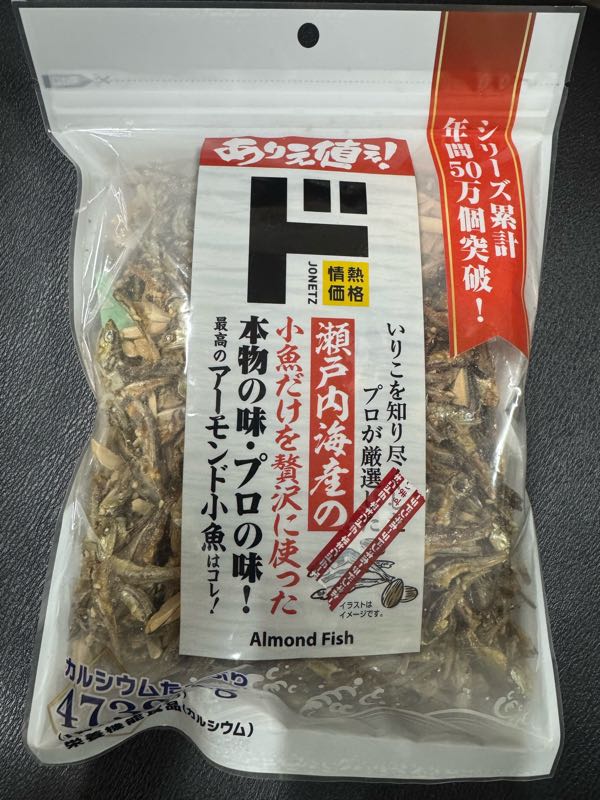 シリーズ累計
年間50万個突破!
ありえ値ぇ!
ド
JONETZ
情熱
価格
いりこを知り尽
プロが厳選
瀬戸内海産の
小魚だけを贅沢に使った
本物の味・プロの味!
最高のアーモンド小魚はコレ!
イラストは
イメージです。
Almond Fish
カルシウムた
栄養機能食品(カルシウム)